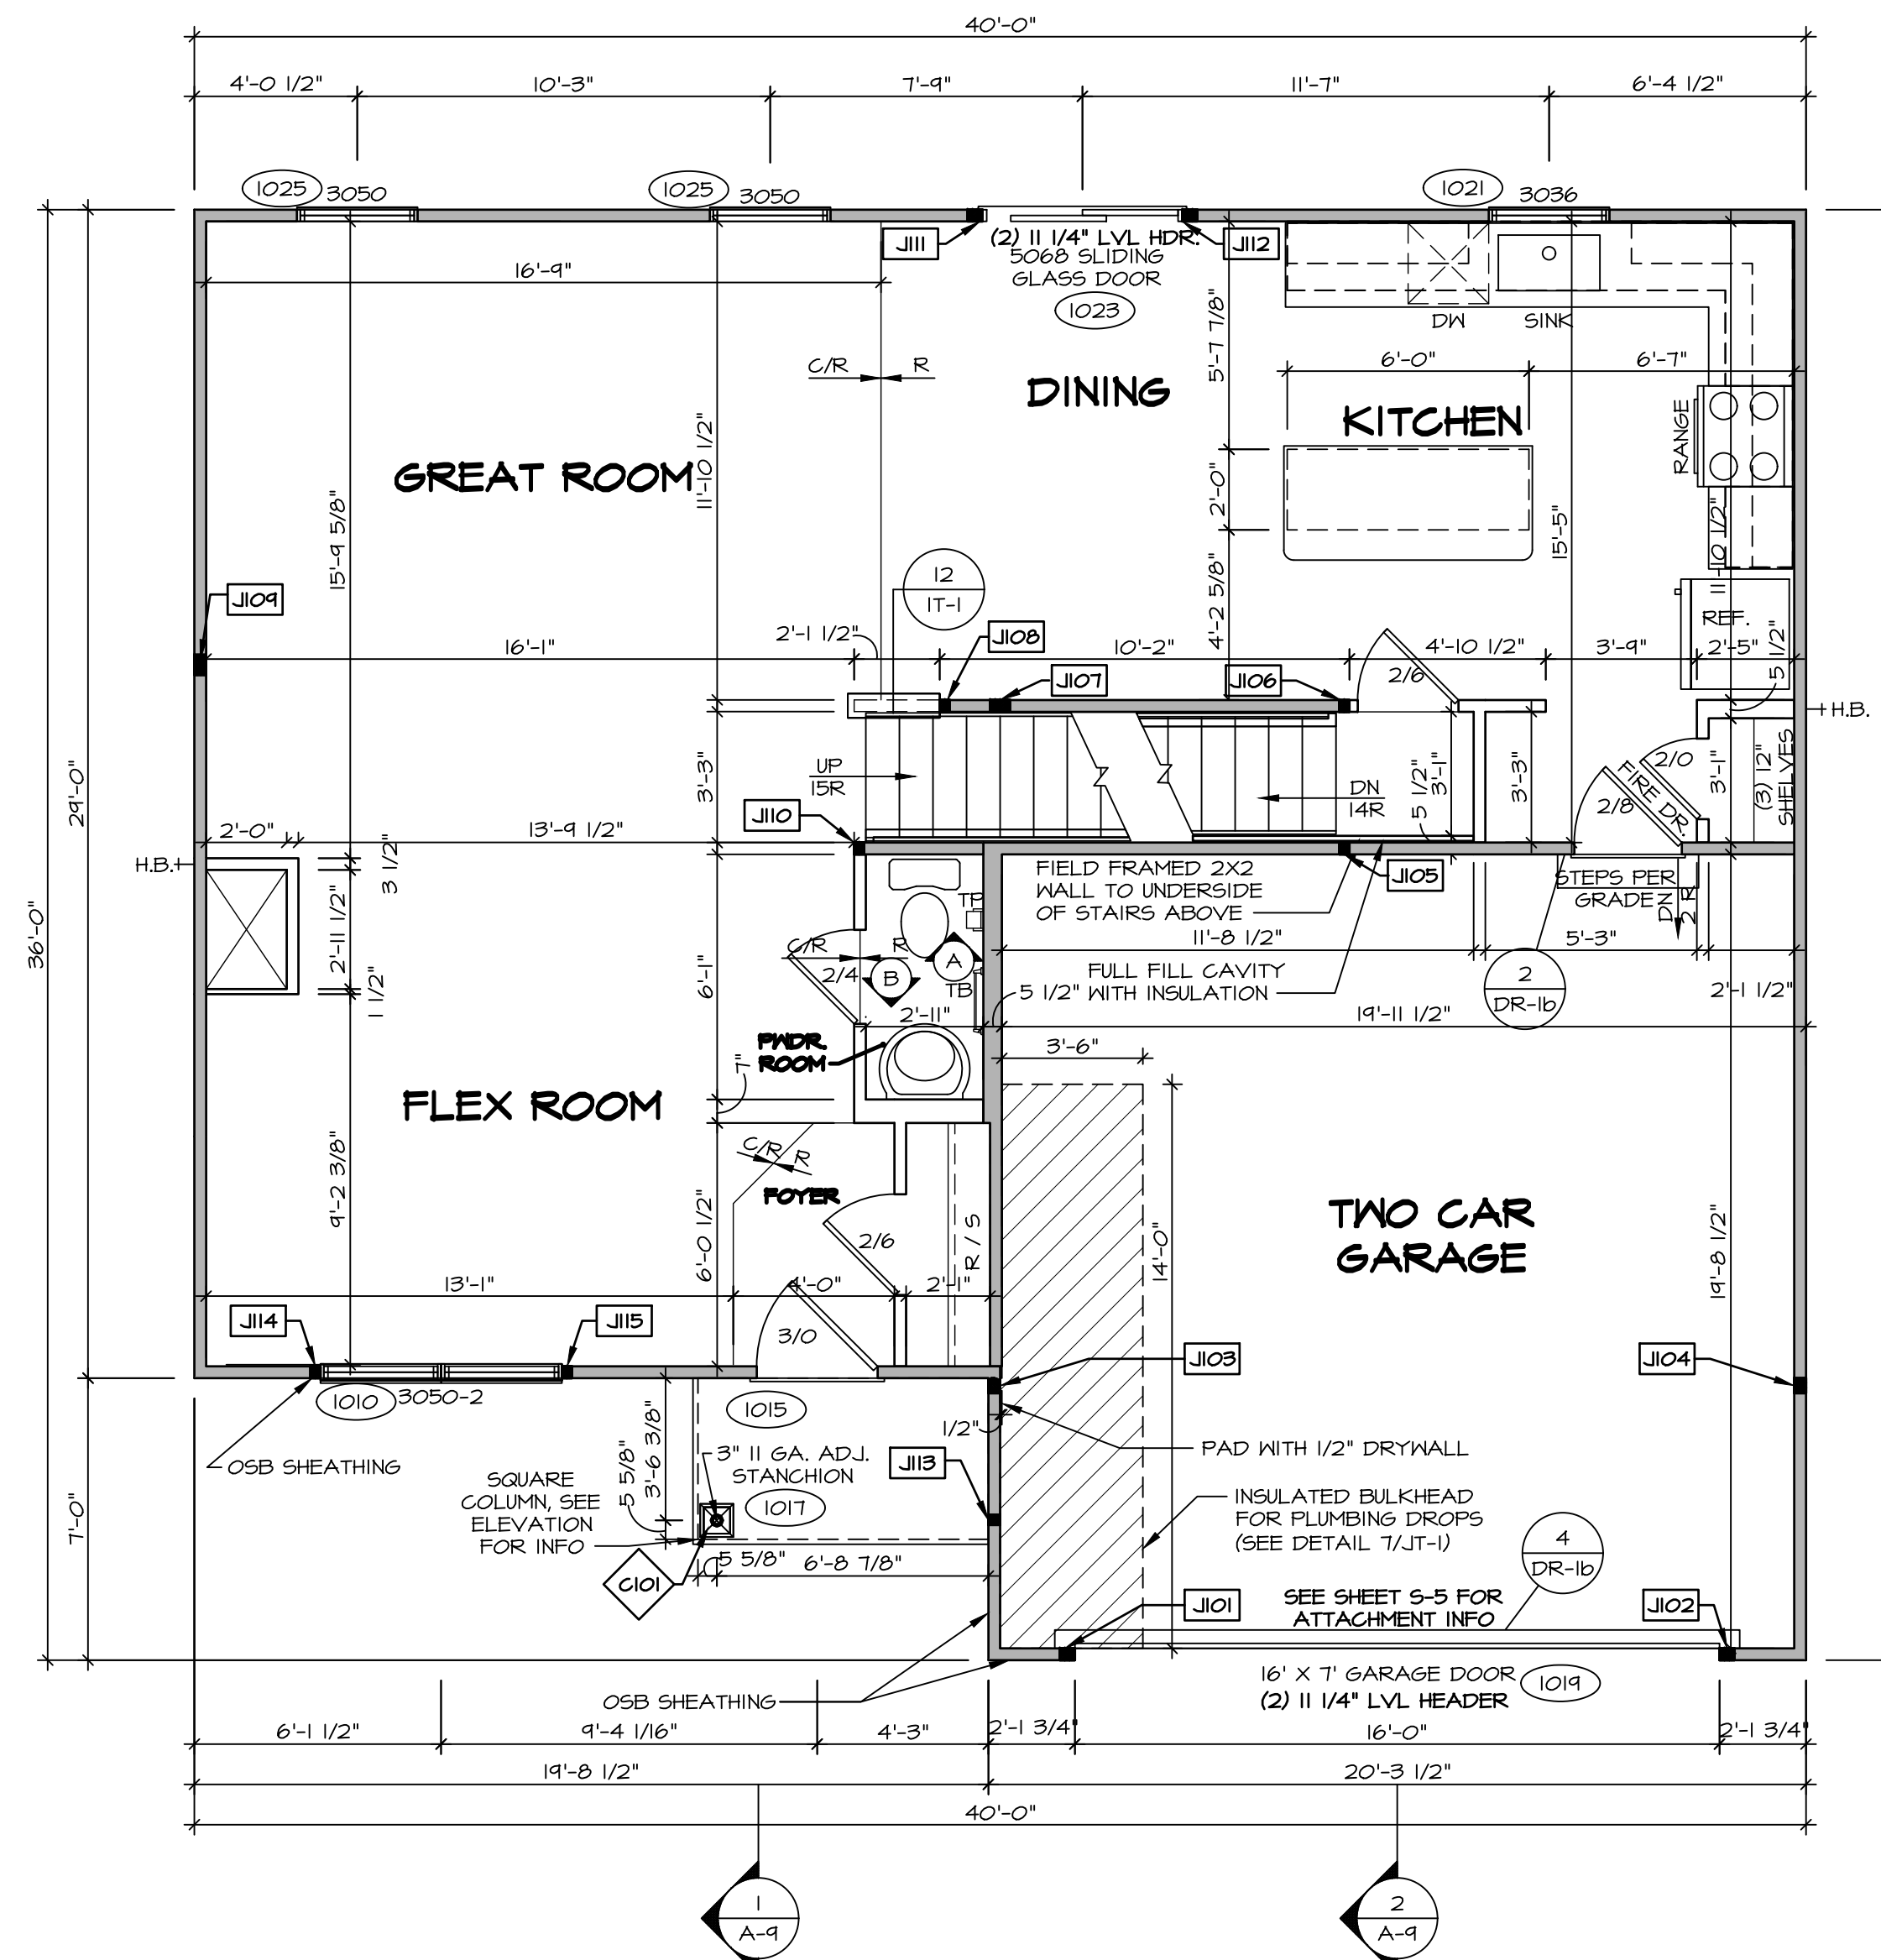 40'-0"
4'-0 1/2" 10'-3" 7'-9" 11'-7" 6'-4 1/2"
1025 3050 1025 3050 1021 3036
J111 (2) 11 1/4" LVL HDR. J112
5068 SLIDING
GLASS DOOR
1023
16'-9"
DW SINK
5'-7 7/8"
6'-0" 6'-7"
C/R R
DINING
KITCHEN
RANGE
GREAT ROOM
11'-10 1/2"
2'-0"
15'-9 5/8"
15'-5"
11'-10 1/2"
12
1T-1
J109
4'-2 5/8"
REF.
5 1/2"
2'-1 1/2" J108
16'-1" 10'-2" 4'-10 1/2" 3'-9" 2'-5"
J107 J106 2/6
H.B.
29'-0"
3'-3"
UP
15R
DN
14R
5 1/2"
3'-1"
3'-3"
2/0
FIRE DR.
2/8
3'-1"
(3) 12"
SHELVES
J110
2'-0" 13'-9 1/2"
H.B.
3 1/2"
FIELD FRAMED 2X2
WALL TO UNDERSIDE
OF STAIRS ABOVE
J105
STEPS PER
GRADE
DN
2 R
TP
36'-0"
2'-11 1/2"
1 1/2"
6'-1"
C/R R
2/4
B
A
TB
11'-8 1/2" 5'-3"
FULL FILL CAVITY
5 1/2" WITH INSULATION
2
DR-1b
2'-1 1/2"
2'-11" 19'-11 1/2"
PWDR.
ROOM
3'-6"
7"
FLEX ROOM
9'-2 3/8"
C/R R
FOYER
6'-0 1/2"
2/6
R / S
14'-0"
TWO CAR
GARAGE
19'-8 1/2"
13'-1" 4'-0" 2'-1"
J114 J115 3/0
J103 J104
1010 3050-2 1015
1/2"
OSB SHEATHING
3" 11 GA. ADJ.
STANCHION
1017
J113
PAD WITH 1/2" DRYWALL
5 5/8"
3'-6 3/8"
SQUARE
COLUMN, SEE
ELEVATION
FOR INFO
INSULATED BULKHEAD
FOR PLUMBING DROPS
(SEE DETAIL 7/JT-1)
7'-0"
4
DR-1b
5 5/8" 6'-8 7/8"
C101
J101 SEE SHEET S-5 FOR
ATTACHMENT INFO
J102
16' X 7' GARAGE DOOR 1019
(2) 11 1/4" LVL HEADER
OSB SHEATHING
6'-1 1/2" 9'-4 1/16" 4'-3" 2'-1 3/4" 16'-0" 2'-1 3/4"
19'-8 1/2" 20'-3 1/2"
40'-0"
1
A-9
2
A-9